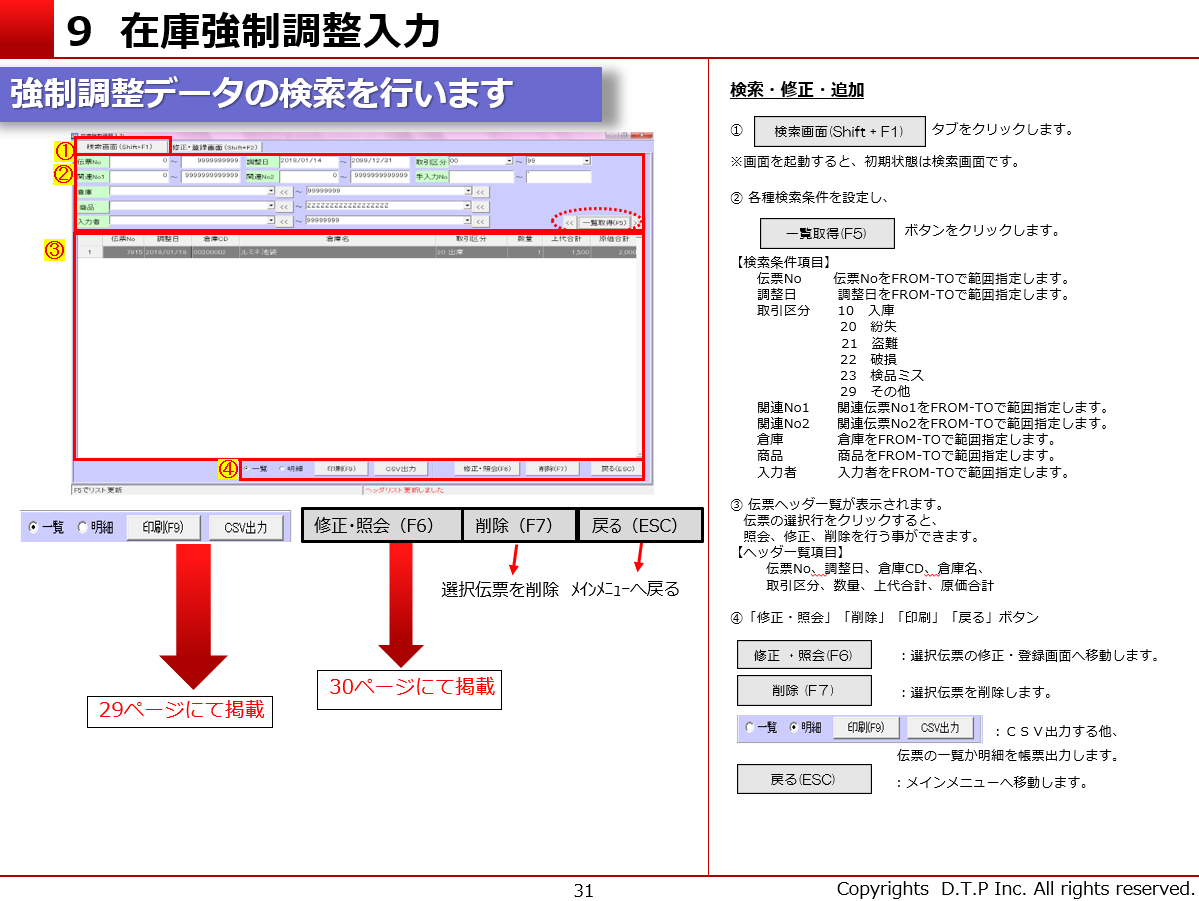 9 在庫強制調整入力
強制調整データの検索を行います
① 検索画面(Shift+F1) 修正・登録画面(Shift+F2)
伝票No 0 ～ 9999999999 調整日 2018/01/14 ～ 2099/12/31 取引区分 00 ～ 99
② 関連No1 0 ～ 9999999999999 関連No2 0 ～ 9999999999999 手入力No ～
倉庫 << ～ 99999999 <<
商品 << ～ ZZZZZZZZZZZZZZZZZZ <<
入力者 << ～ 99999999 << << 一覧取得(F5)
③ 伝票No 調整日 倉庫CD 倉庫名 取引区分 数量 上代合計 原価合計
1 7915 2018/01/18 00000002 ルミネ池袋 20 出庫 1 1,500 2,000
④ 一覧 明細 印刷(F9) CSV出力 修正・照会(F6) 削除(F7) 戻る(ESC)
F5でリスト更新 ヘッダリスト更新しました
一覧 明細 印刷(F9) CSV出力
修正・照会（F6） 削除（F7） 戻る（ESC）
選択伝票を削除 ﾒｲﾝﾒﾆｭｰへ戻る
29ページにて掲載
30ページにて掲載
検索・修正・追加
① 検索画面(Shift + F1) タブをクリックします。
※画面を起動すると、初期状態は検索画面です。
② 各種検索条件を設定し、
一覧取得(F5) ボタンをクリックします。
【検索条件項目】
伝票No 伝票NoをFROM-TOで範囲指定します。
調整日 調整日をFROM-TOで範囲指定します。
取引区分 10 入庫
20 紛失
21 盗難
22 破損
23 検品ミス
29 その他
関連No1 関連伝票No1をFROM-TOで範囲指定します。
関連No2 関連伝票No2をFROM-TOで範囲指定します。
倉庫 倉庫をFROM-TOで範囲指定します。
商品 商品をFROM-TOで範囲指定します。
入力者 入力者をFROM-TOで範囲指定します。
③ 伝票ヘッダ一覧が表示されます。
伝票の選択行をクリックすると、
照会、修正、削除を行う事ができます。
【ヘッダ一覧項目】
伝票No、調整日、倉庫CD、倉庫名、
取引区分、数量、上代合計、原価合計
④「修正・照会」「削除」「印刷」「戻る」ボタン
修正 ・照会(F6) ：選択伝票の修正・登録画面へ移動します。
削除 (Ｆ７) ：選択伝票を削除します。
一覧 明細 印刷(F9) CSV出力 ：ＣＳＶ出力する他、
伝票の一覧か明細を帳票出力します。
戻る(ESC) ：メインメニューへ移動します。
31
Copyrights D.T.P Inc. All rights reserved.